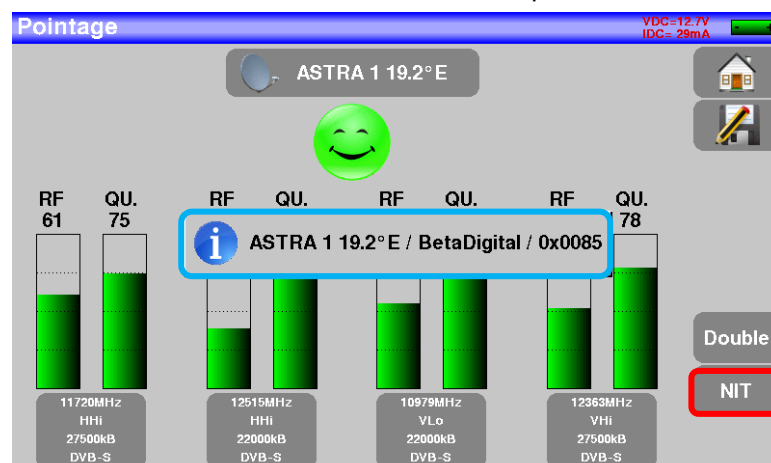 Pointage
VDC=12.7V
IDC= 29mA
ASTRA 1 19.2°E
RF QU. RF QU. RF QU. RF QU.
61 75 78
ASTRA 1 19.2°E / BetaDigital / 0x0085
Double
NIT
11720MHz
HHi
27500kB
DVB-S
12515MHz
HHi
22000kB
DVB-S
10979MHz
VLo
22000kB
DVB-S
12363MHz
VHi
27500kB
DVB-S